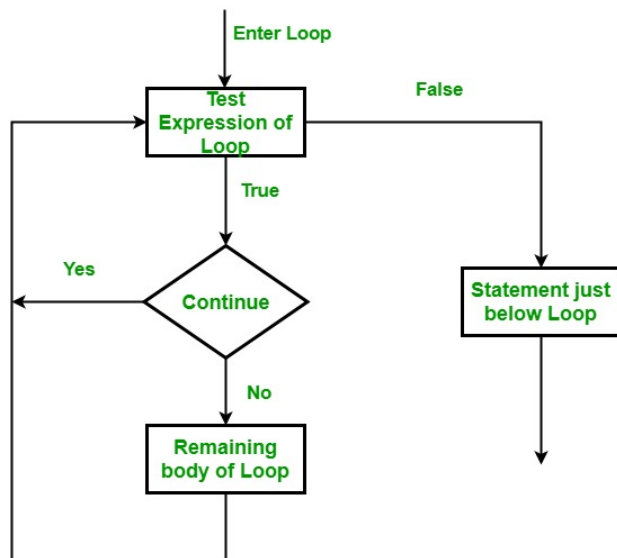 Enter Loop
Test
Expression of
Loop
False
True
Yes
Continue
Statement just
below Loop
No
Remaining
body of Loop